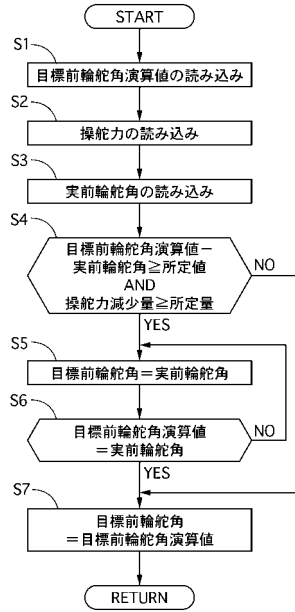 START
S1
目標前輪舵角演算値の読み込み
S2
操舵力の読み込み
S3
実前輪舵角の読み込み
S4
目標前輪舵角演算値－
実前輪舵角≧所定値
AND
操舵力減少量≧所定量
NO
YES
S5
目標前輪舵角＝実前輪舵角
S6
目標前輪舵角演算値
＝実前輪舵角
NO
YES
S7
目標前輪舵角
＝目標前輪舵角演算値
RETURN